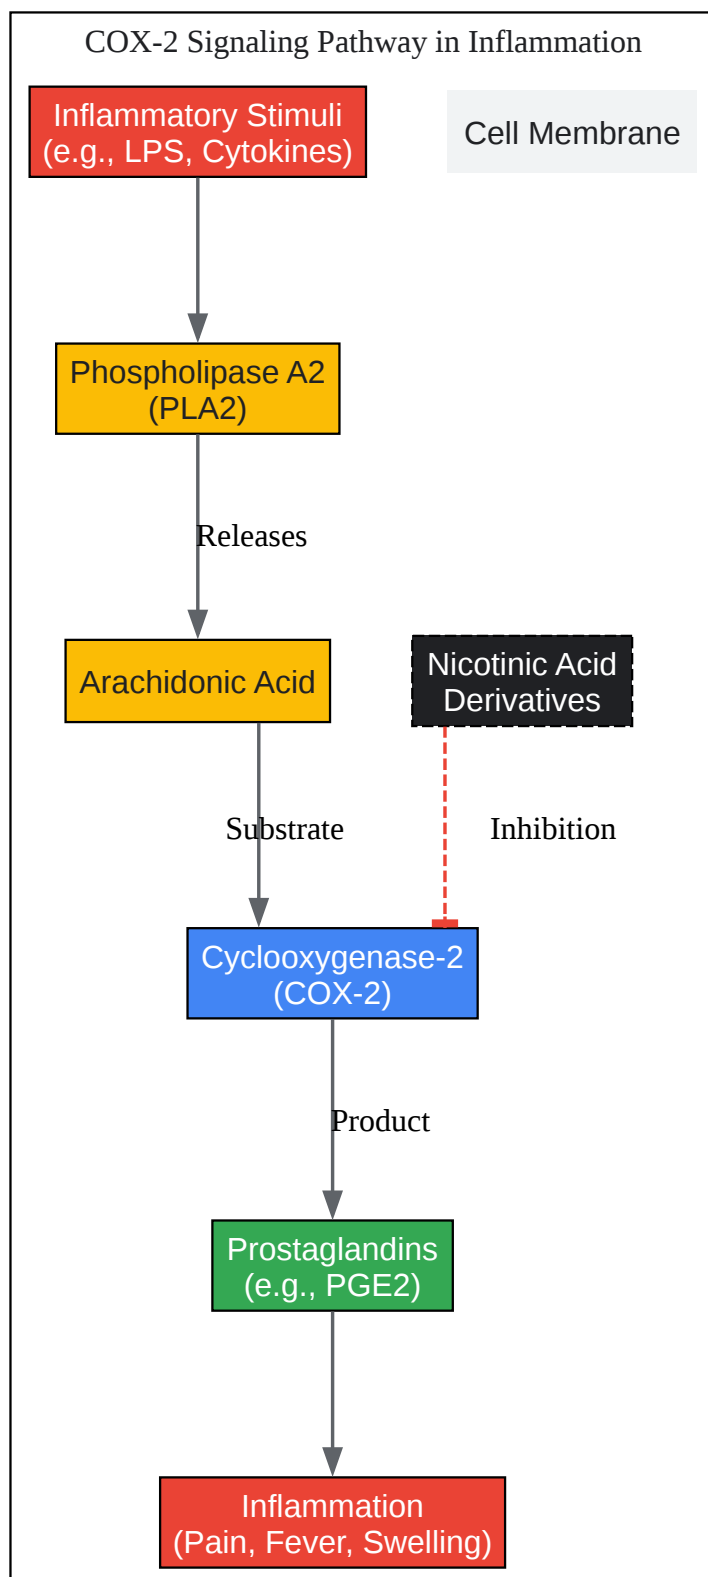 COX-2 Signaling Pathway in Inflammation
Inflammatory Stimuli
(e.g., LPS, Cytokines)
Cell Membrane
Phospholipase A2
(PLA2)
Releases
Arachidonic Acid
Nicotinic Acid
Derivatives
Substrate
Inhibition
Cyclooxygenase-2
(COX-2)
Product
Prostaglandins
(e.g., PGE2)
Inflammation
(Pain, Fever, Swelling)